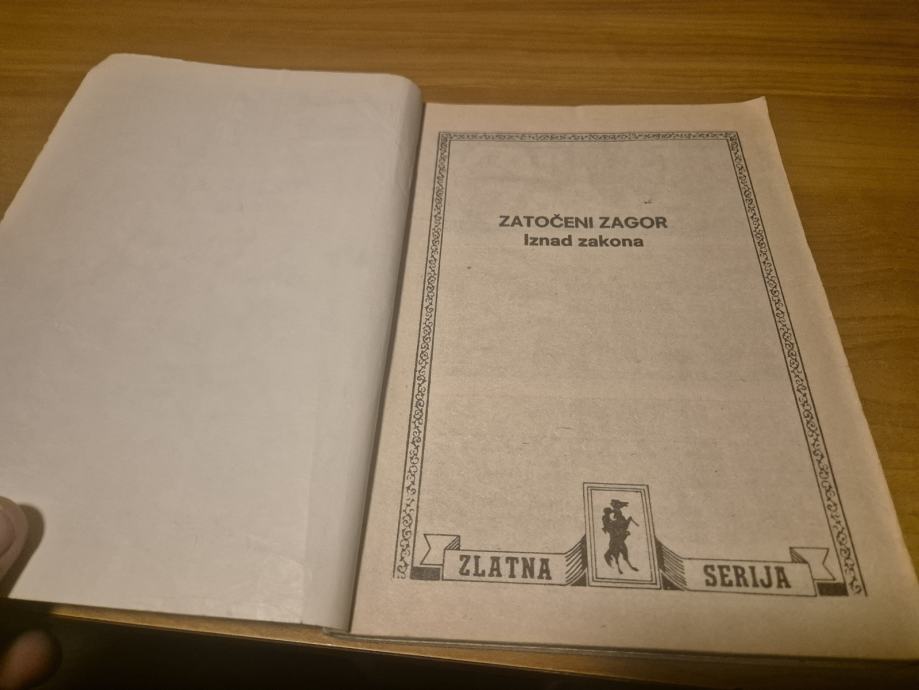 ZATOČENI ZAGOR
Iznad zakona
ZLATNA SERIJA